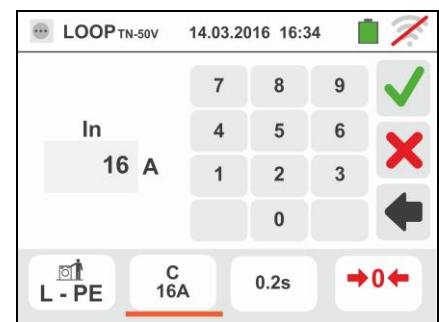 LOOP TN-50V 14.03.2016 16:34
7 8 9
In 4 5 6
16 A 1 2 3
0
L - PE C 0.2s →0←
16A